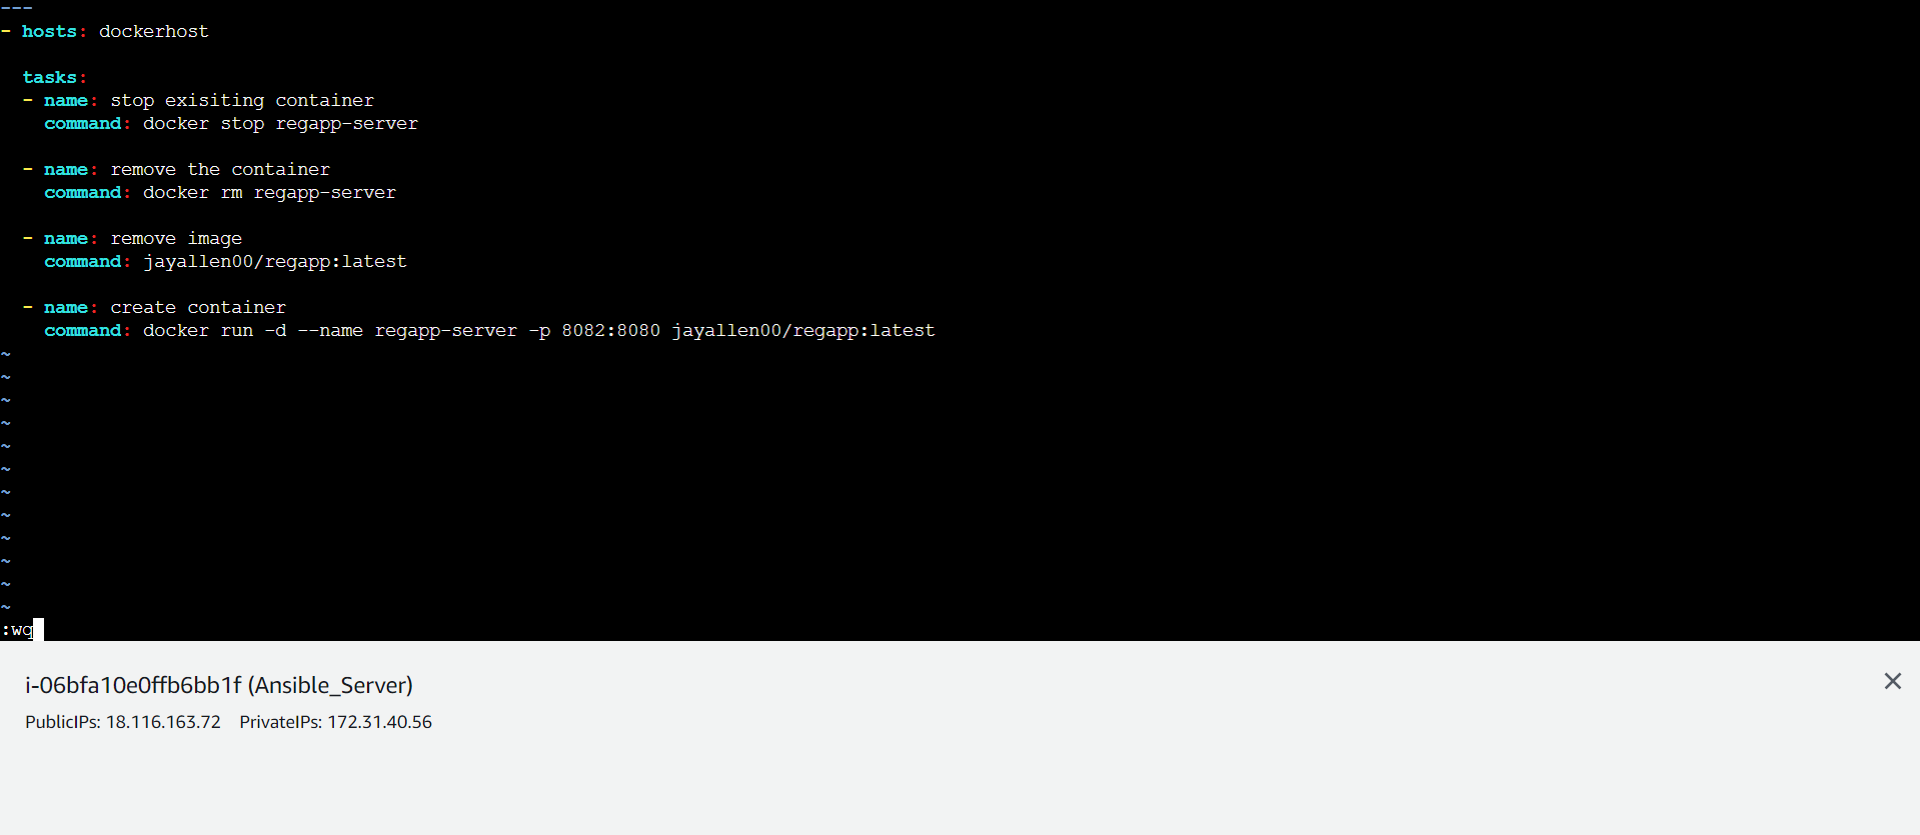 ---
- hosts: dockerhost
  tasks:
  - name: stop exisiting container
    command: docker stop regapp-server
  - name: remove the container
    command: docker rm regapp-server
  - name: remove image
    command: jayallen00/regapp:latest
  - name: create container
    command: docker run -d --name regapp-server -p 8082:8080 jayallen00/regapp:latest
~
~
~
~
~
~
~
~
~
~
~
~
:wq
i-06bfa10e0ffb6bb1f (Ansible_Server)
PublicIPs: 18.116.163.72 PrivateIPs: 172.31.40.56